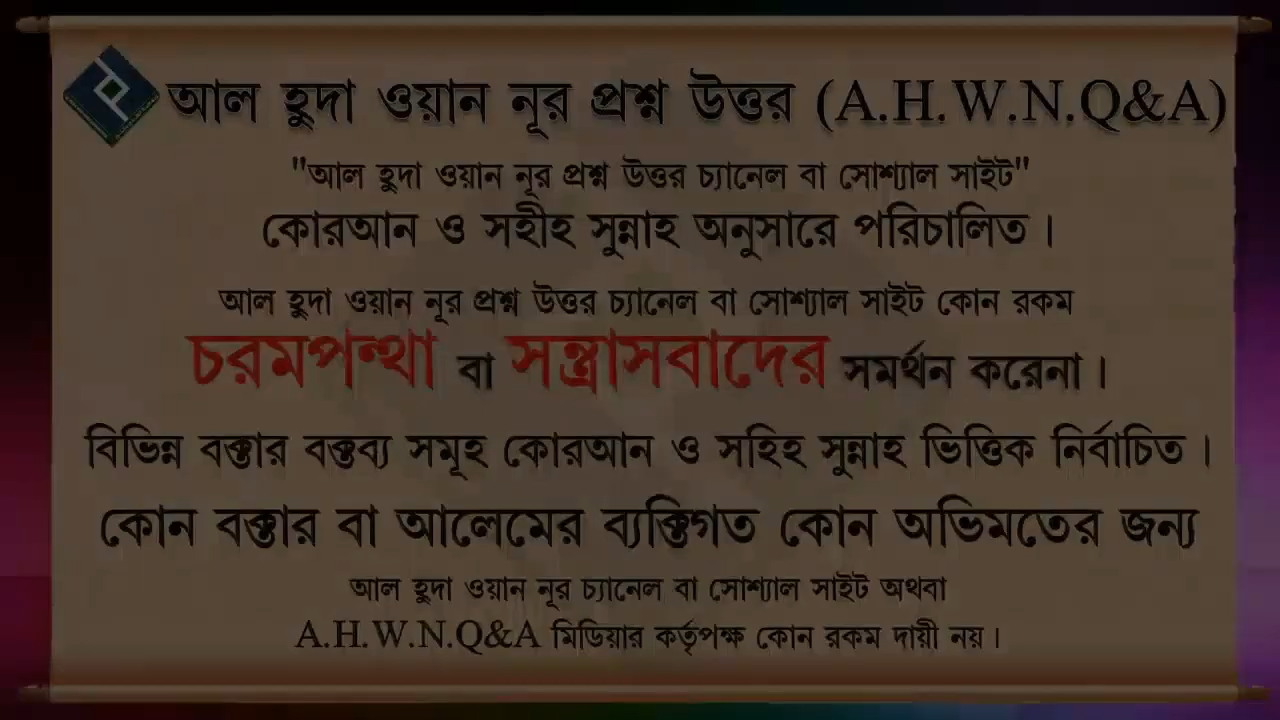 আল হুদা ওয়ান নূর প্রশ্ন উত্তর (A.H.W.N.Q&A)
"আল হুদা ওয়ান নূর প্রশ্ন উত্তর চ্যানেল বা সোশ্যাল সাইট"
কোরআন ও সহীহ সুন্নাহ অনুসারে পরিচালিত ।
আল হুদা ওয়ান নূর প্রশ্ন উত্তর চ্যানেল বা সোশ্যাল সাইট কোন রকম
চরমপন্থা বা সন্ত্রাসবাদের সমর্থন করেনা ।
বিভিন্ন বক্তার বক্তব্য সমূহ কোরআন ও সহিহ সুন্নাহ ভিত্তিক নির্বাচিত ।
কোন বক্তার বা আলেমের ব্যক্তিগত কোন অভিমতের জন্য
আল হুদা ওয়ান নূর চ্যানেল বা সোশ্যাল সাইট অথবা
A.H.W.N.Q&A মিডিয়ার কর্তৃপক্ষ কোন রকম দায়ী নয় ।